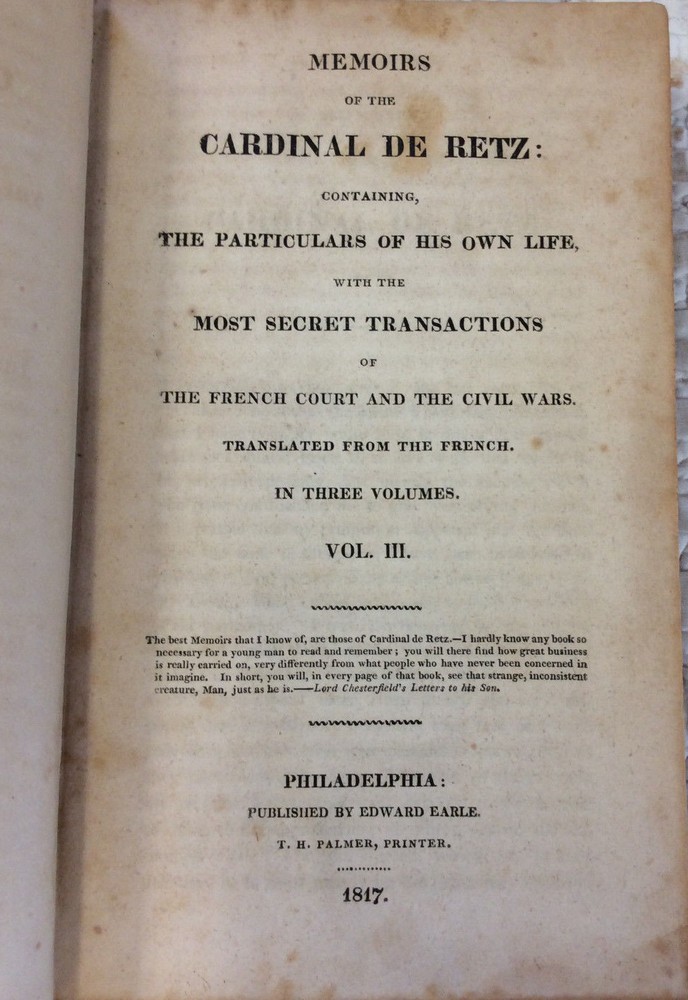 MEMOIRS
OF THE
CARDINAL DE RETZ:
CONTAINING,
THE PARTICULARS OF HIS OWN LIFE,
WITH THE
MOST SECRET TRANSACTIONS
OF
THE FRENCH COURT AND THE CIVIL WARS.
TRANSLATED FROM THE FRENCH.
IN THREE VOLUMES.
VOL. III.
The best Memoirs that I know of, are those of Cardinal de Retz.—I hardly know any book so
necessary for a young man to read and remember; you will there find how great business
is really carried on, very differently from what people who have never been concerned in
it imagine. In short, you will, in every page of that book, see that strange, inconsistent
creature, Man, just as he is.——Lord Chesterfield's Letters to his Son.
PHILADELPHIA:
PUBLISHED BY EDWARD EARLE.
T. H. PALMER, PRINTER.
1817.